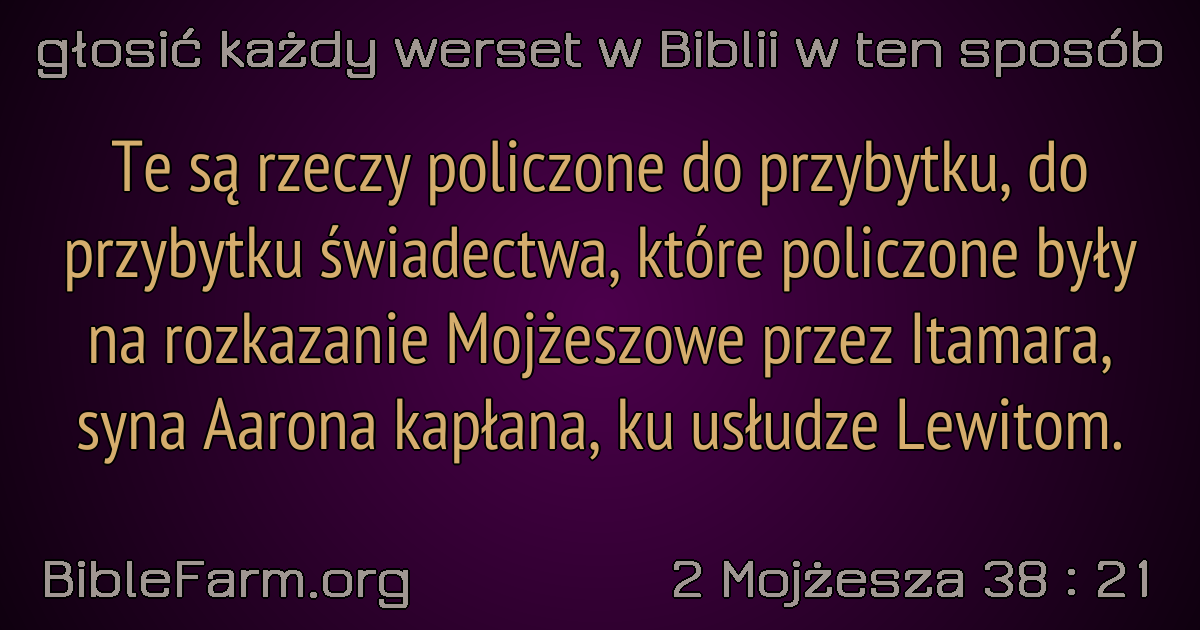 głosić każdy werset w Biblii w ten sposób
Te są rzeczy policzone do przybytku, do
przybytku świadectwa, które policzone były
na rozkazanie Mojżeszowe przez Itamara,
syna Aarona kapłana, ku usłudze Lewitom.
BibleFarm.org
2 Mojżesza 38 : 21